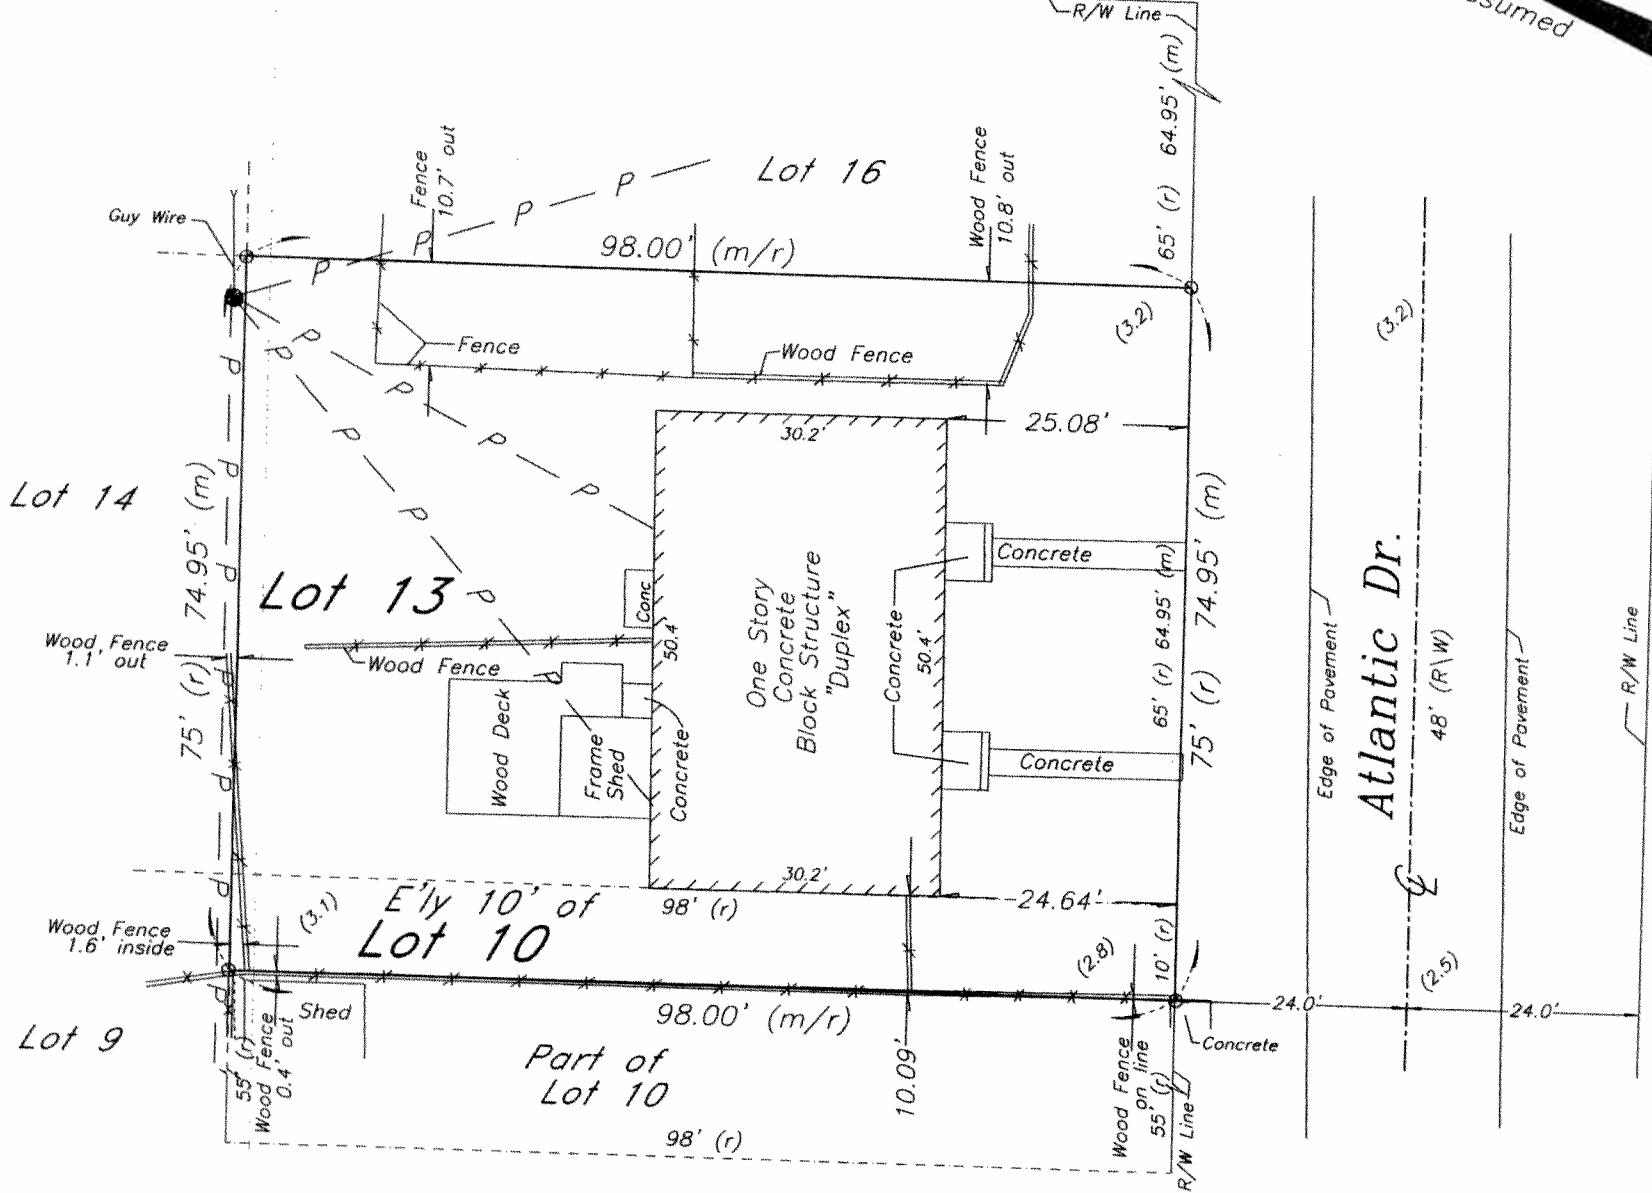 R/W Line
65' (r) 64.95' (m)
Fence
10.7' out
Lot 16
Wood Fence
10.8' out
Guy Wire
P P P P
98.00' (m/r)
(3.2)
(3.2)
Fence
Wood Fence
25.08'
30.2'
P P P P
P P P P P
P P P P P P P P
Lot 14
75' (r) 74.95' (m)
Lot 13
Conc
50.4'
One Story
Concrete
Block Structure
"Duplex"
50.4'
Concrete
Concrete
Concrete
65' (r) 64.95' (m)
75' (r) 74.95' (m)
Edge of Pavement
Atlantic Dr.
48' (R\W)
Edge of Pavement
R/W Line
Wood Fence
1.1' out
Wood Fence
Wood Deck
Frame
Shed
Concrete
30.2'
24.64'
E'ly 10' of
Lot 10
98' (r)
(3.1)
Wood Fence
1.6' inside
(2.8)
10' (r)
(2.5)
24.0'
24.0'
Lot 9
Shed
55' (r)
Wood Fence
0.4' out
98.00' (m/r)
Part of
Lot 10
10.09'
Wood Fence
on line
55' (r)
R/W Line
Concrete
98' (r)